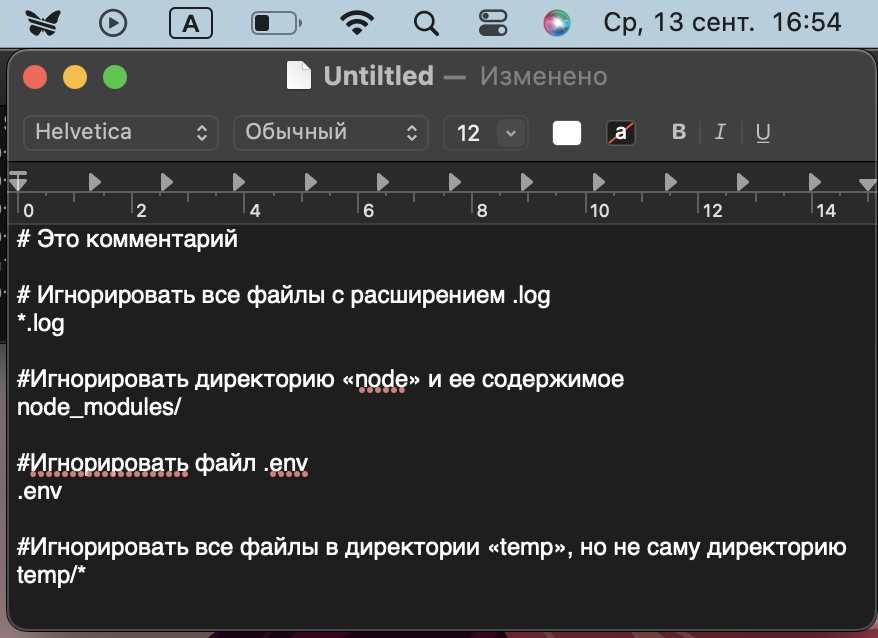 A
Ср, 13 сент. 16:54
Untiltled — Изменено
Helvetica
Обычный
12
a
B I U
0 2 4 6 8 10 12 14
# Это комментарий
# Игнорировать все файлы с расширением .log
*.log
#Игнорировать директорию «node» и ее содержимое
node_modules/
#Игнорировать файл .env
.env
#Игнорировать все файлы в директории «temp», но не саму директорию
temp/*